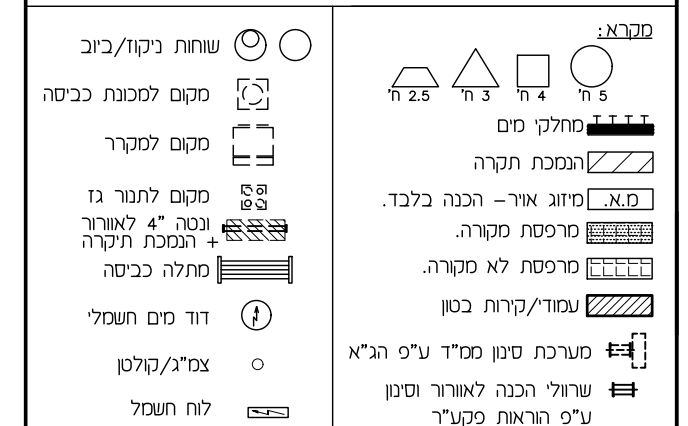 מקרא:
5 ח'
4 ח'
3 ח'
2.5 ח'
מחלקי מים
הנמכת תקרה
מ.א. מיזוג אויר– הכנה בלבד.
מרפסת מקורה.
מרפסת לא מקורה.
עמודי/קירות בטון
מערכת סינון ממ"ד ע"פ הג"א
שרוולי הכנה לאוורור וסינון
ע"פ הוראות פקע"ר
שוחות ניקוז/ביוב
מקום למכונת כביסה
מקום למקרר
מקום לתנור גז
ונטה 4" לאוורור
+ הנמכת תיקרה
מתלה כביסה
דוד מים חשמלי
צמ"ג/קולטן
לוח חשמל